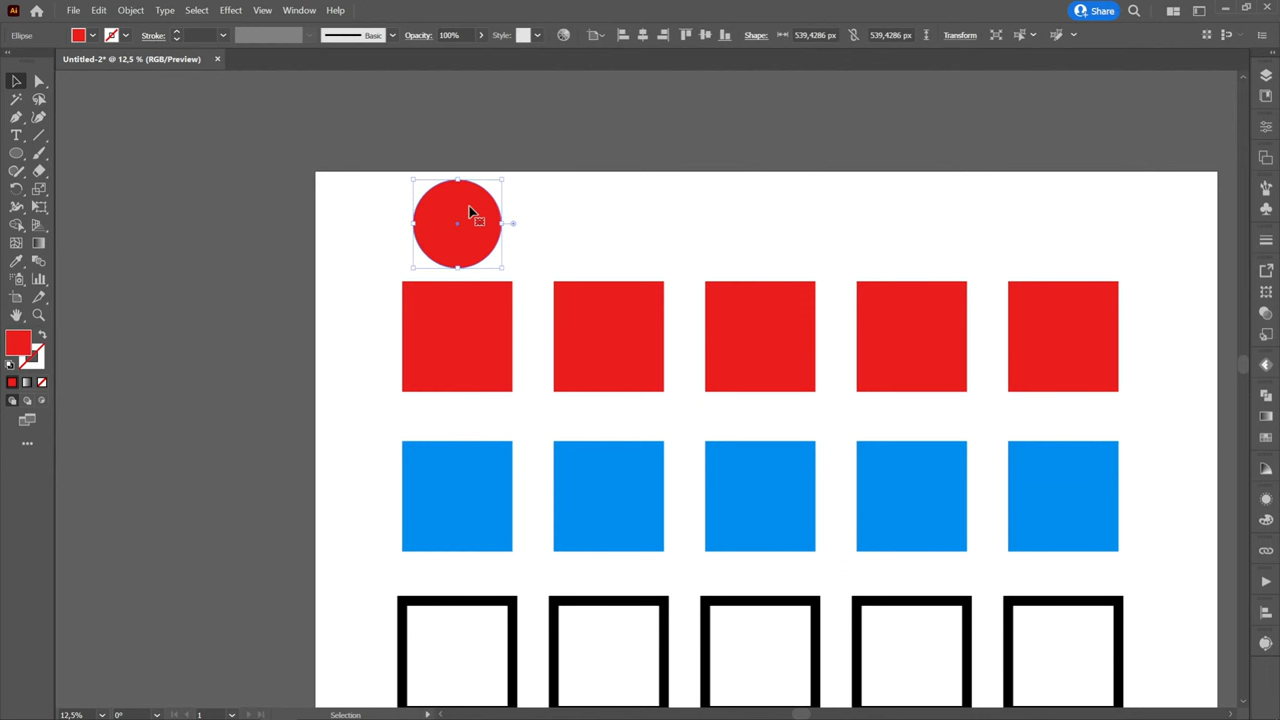 Ai File Edit Object Type Select Effect View Window Help Share
Ellipse Stroke: Basic Opacity: 100% Style: Shape: 539,4286 px 539,4286 px Transform
Untitled-2* @ 12,5 % (RGB/Preview) ×
12,5% 0° 1 Selection